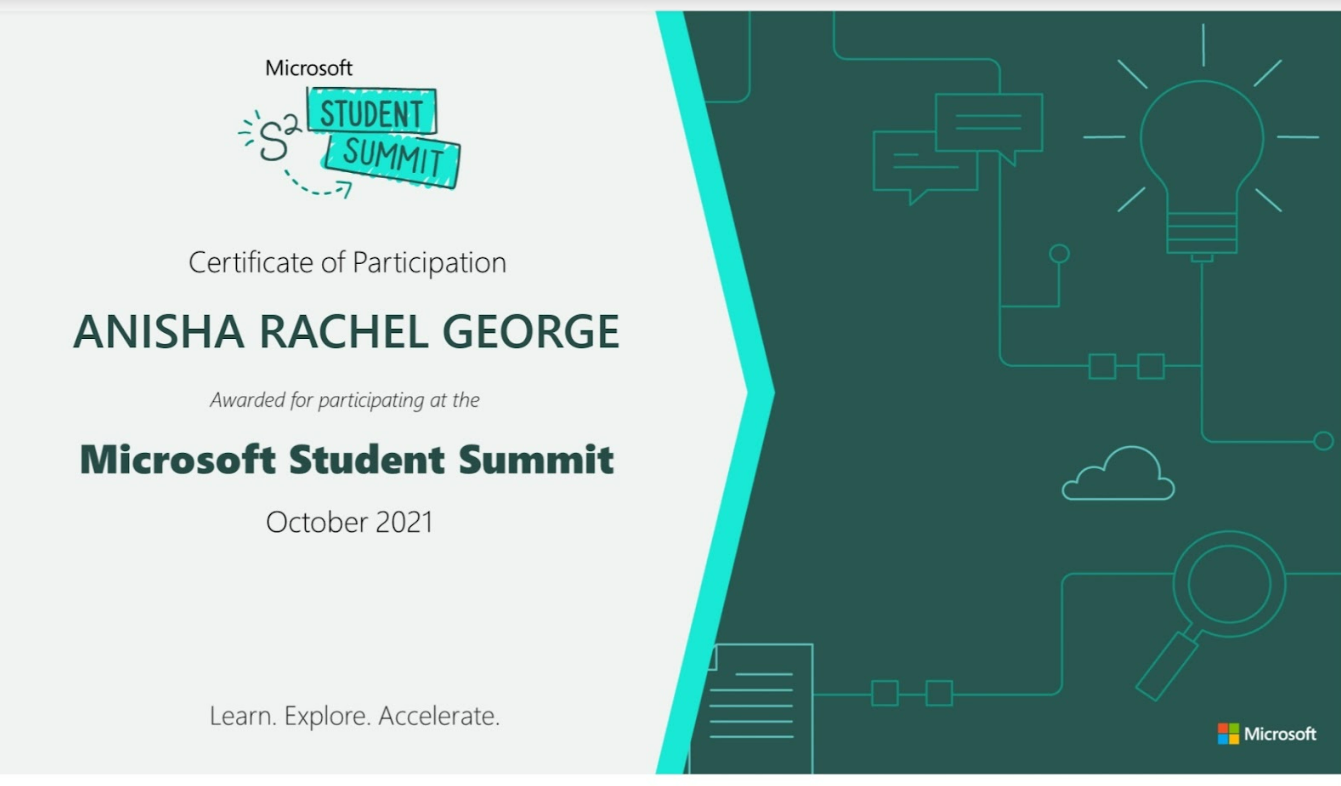 Microsoft
S² STUDENT
SUMMIT
Certificate of Participation
ANISHA RACHEL GEORGE
Awarded for participating at the
Microsoft Student Summit
October 2021
Learn. Explore. Accelerate.
Microsoft